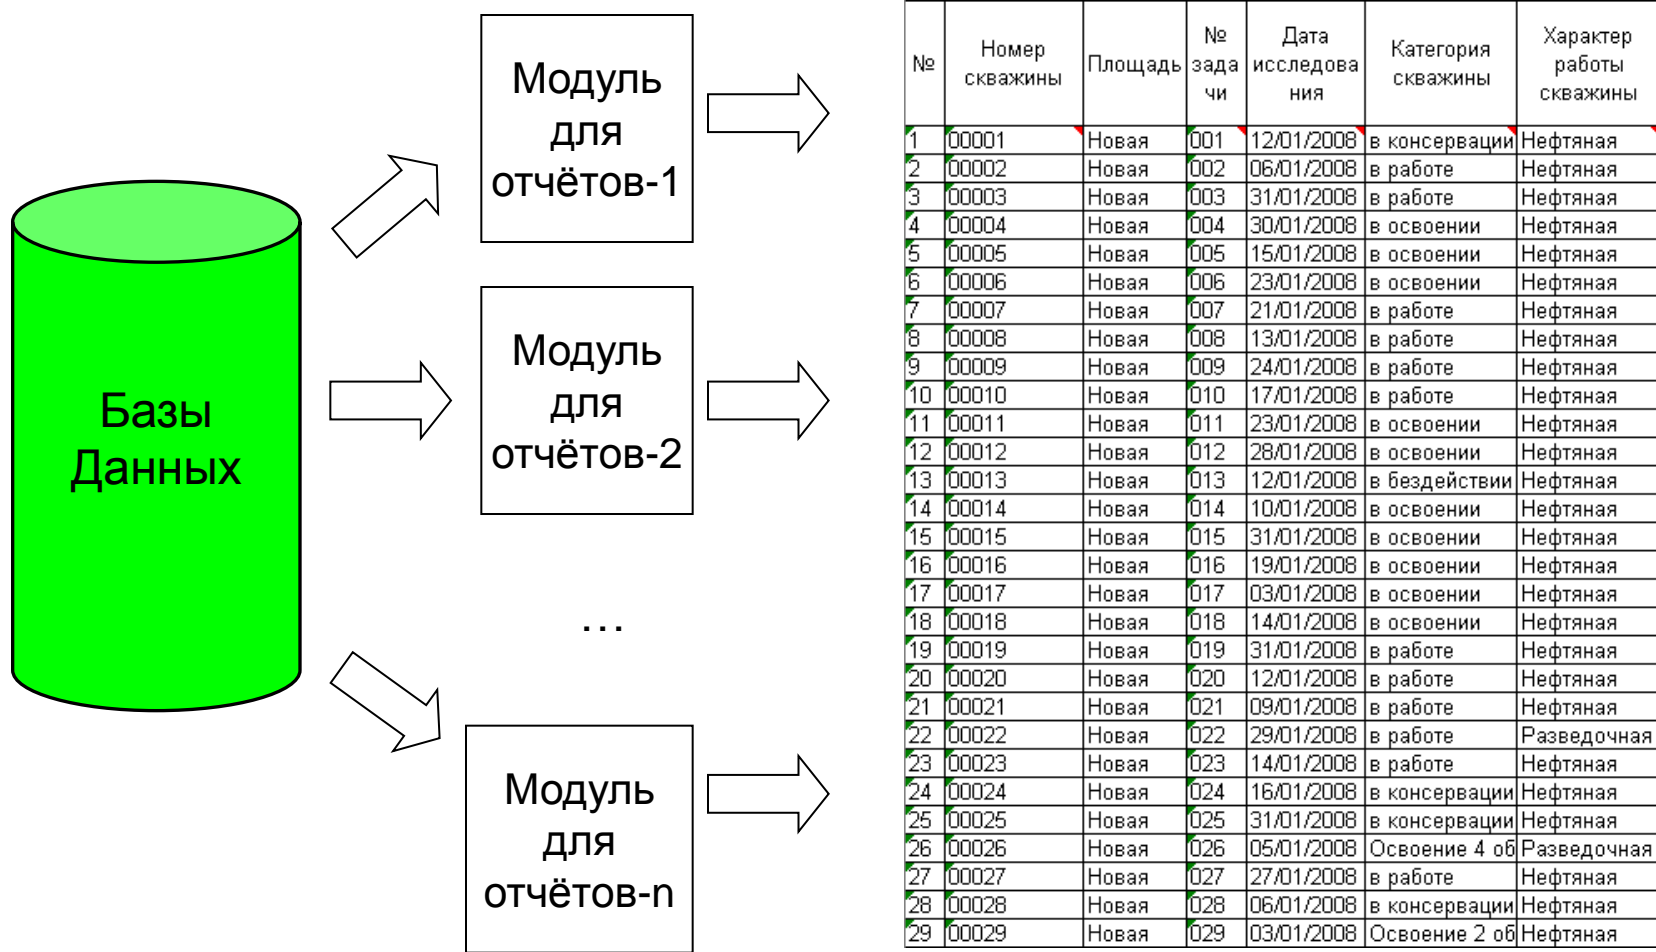 Базы
Данных
Модуль
для
отчётов-1
Модуль
для
отчётов-2
...
Модуль
для
отчётов-n
№ Номер скважины Площадь № зада чи Дата исследова ния Категория скважины Характер работы скважины
1 00001 Новая 001 12/01/2008 в консервации Нефтяная
2 00002 Новая 002 06/01/2008 в работе Нефтяная
3 00003 Новая 003 31/01/2008 в работе Нефтяная
4 00004 Новая 004 30/01/2008 в освоении Нефтяная
5 00005 Новая 005 15/01/2008 в освоении Нефтяная
6 00006 Новая 006 23/01/2008 в освоении Нефтяная
7 00007 Новая 007 21/01/2008 в работе Нефтяная
8 00008 Новая 008 13/01/2008 в работе Нефтяная
9 00009 Новая 009 24/01/2008 в работе Нефтяная
10 00010 Новая 010 17/01/2008 в работе Нефтяная
11 00011 Новая 011 23/01/2008 в освоении Нефтяная
12 00012 Новая 012 28/01/2008 в освоении Нефтяная
13 00013 Новая 013 12/01/2008 в бездействии Нефтяная
14 00014 Новая 014 10/01/2008 в освоении Нефтяная
15 00015 Новая 015 31/01/2008 в освоении Нефтяная
16 00016 Новая 016 19/01/2008 в освоении Нефтяная
17 00017 Новая 017 03/01/2008 в освоении Нефтяная
18 00018 Новая 018 14/01/2008 в освоении Нефтяная
19 00019 Новая 019 31/01/2008 в работе Нефтяная
20 00020 Новая 020 12/01/2008 в работе Нефтяная
21 00021 Новая 021 09/01/2008 в работе Нефтяная
22 00022 Новая 022 29/01/2008 в работе Разведочная
23 00023 Новая 023 14/01/2008 в работе Нефтяная
24 00024 Новая 024 16/01/2008 в консервации Нефтяная
25 00025 Новая 025 31/01/2008 в консервации Нефтяная
26 00026 Новая 026 05/01/2008 Освоение 4 об Разведочная
27 00027 Новая 027 27/01/2008 в работе Нефтяная
28 00028 Новая 028 06/01/2008 в консервации Нефтяная
29 00029 Новая 029 03/01/2008 Освоение 2 об Нефтяная